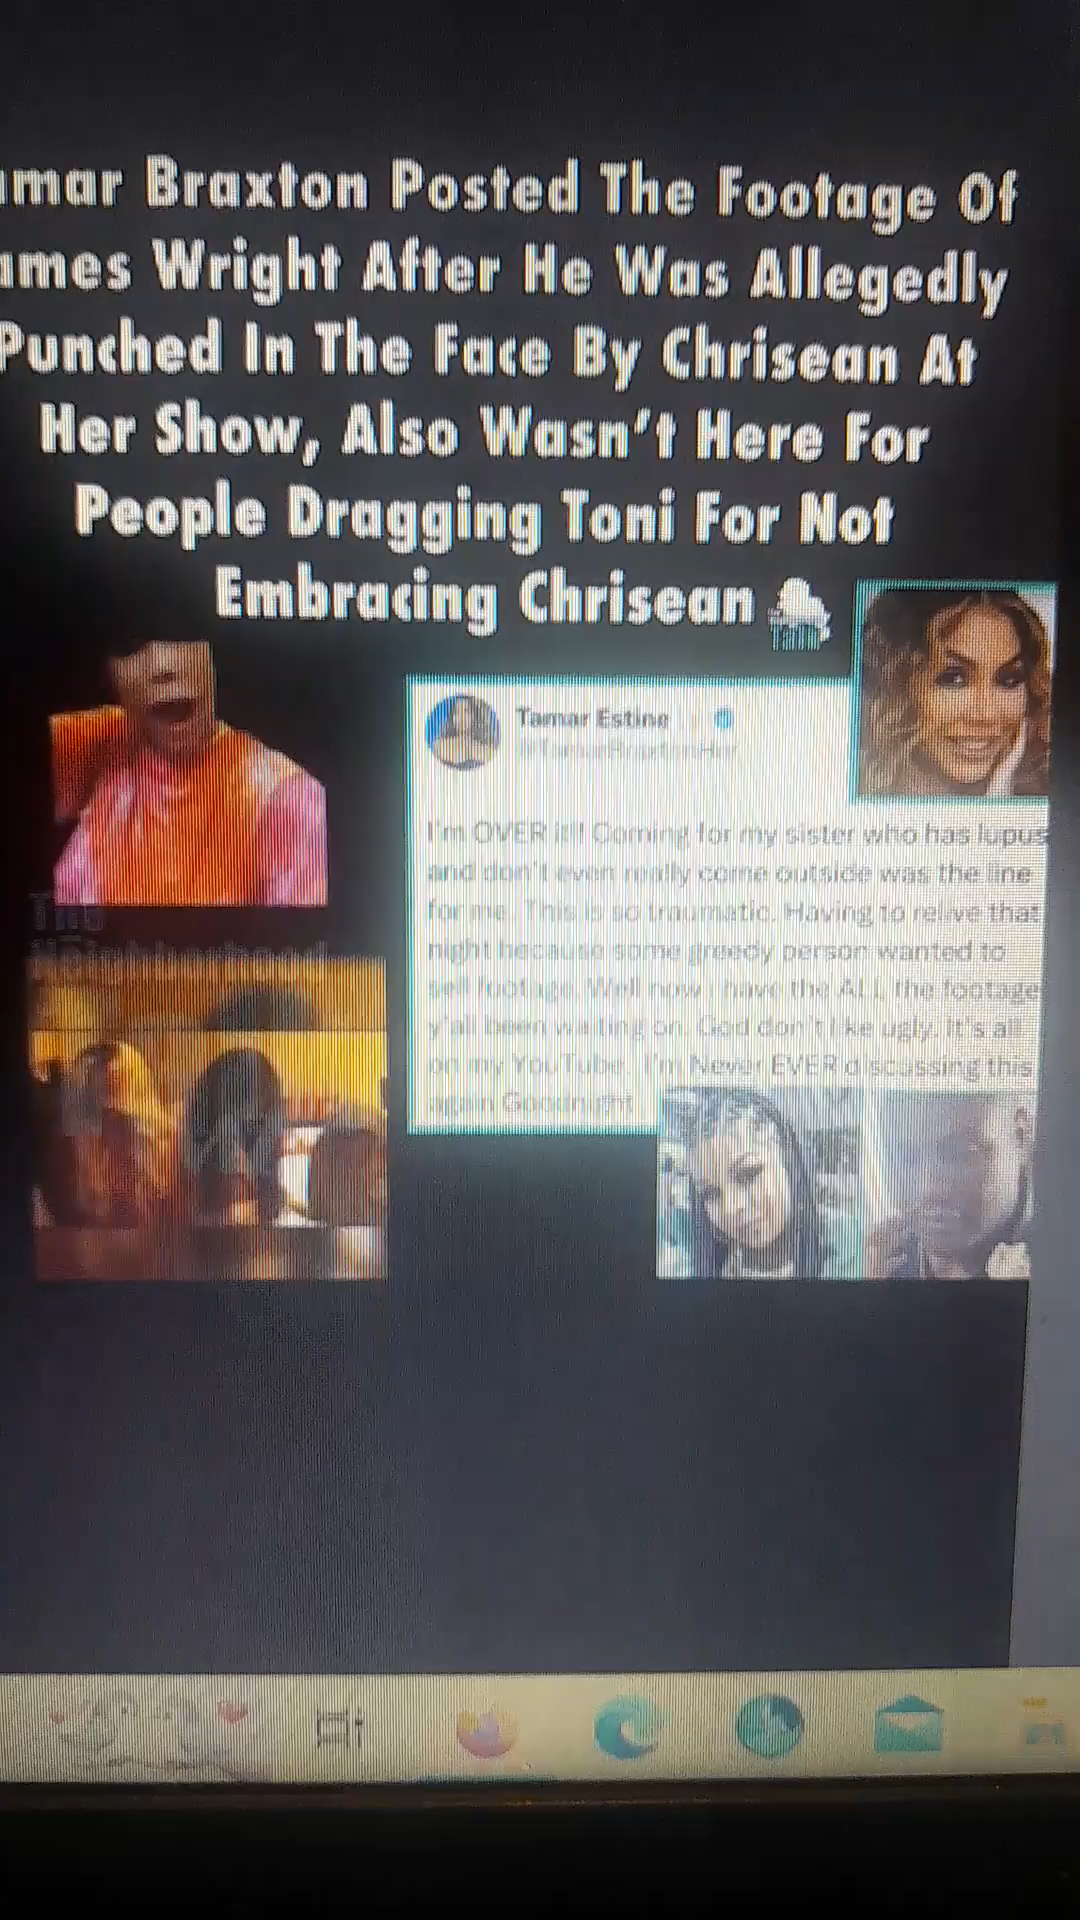 amar Braxton Posted The Footage Of
ames Wright After He Was Allegedly
Punched In The Face By Chrisean At
Her Show, Also Wasn't Here For
People Dragging Toni For Not
Embracing Chrisean
Tamar Estine
@TamarBraxtonHer
I'm OVER it!! Coming for my sister who has lupus
and don't even really come outside was the line
for me. This is so traumatic. Having to relive that
night because some greedy person wanted to
sell footage. Well now I have the ALL the footage
y'all been waiting on. God don't like ugly. It's all
on my YouTube. I'm Never EVER discussing this
again Goodnight
The
Neighborhood